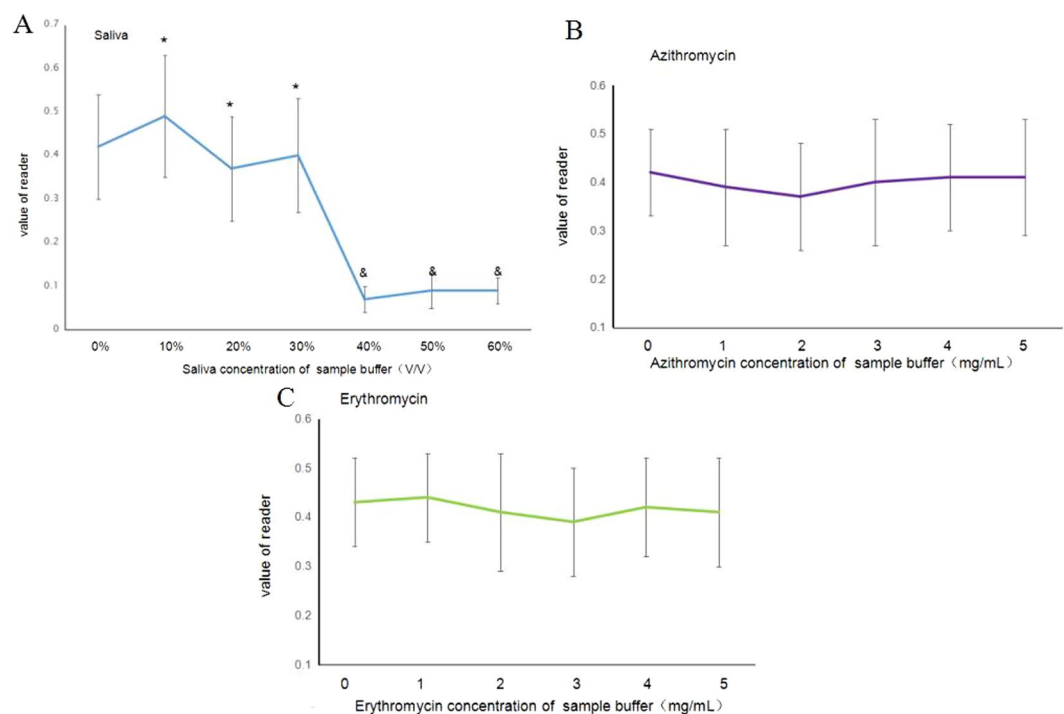 A
Saliva
0.7
0.6
0.5
0.4
0.3
0.2
0.1
0
value of reader
*
*
*
&
&
&
0% 10% 20% 30% 40% 50% 60%
Saliva concentration of sample buffer（V/V）
B
Azithromycin
0.6
0.5
0.4
0.3
0.2
0.1
value of reader
0 1 2 3 4 5
Azithromycin concentration of sample buffer（mg/mL）
C
Erythromycin
0.6
0.5
0.4
0.3
0.2
0.1
value of reader
0 1 2 3 4 5
Erythromycin concentration of sample buffer（mg/mL）